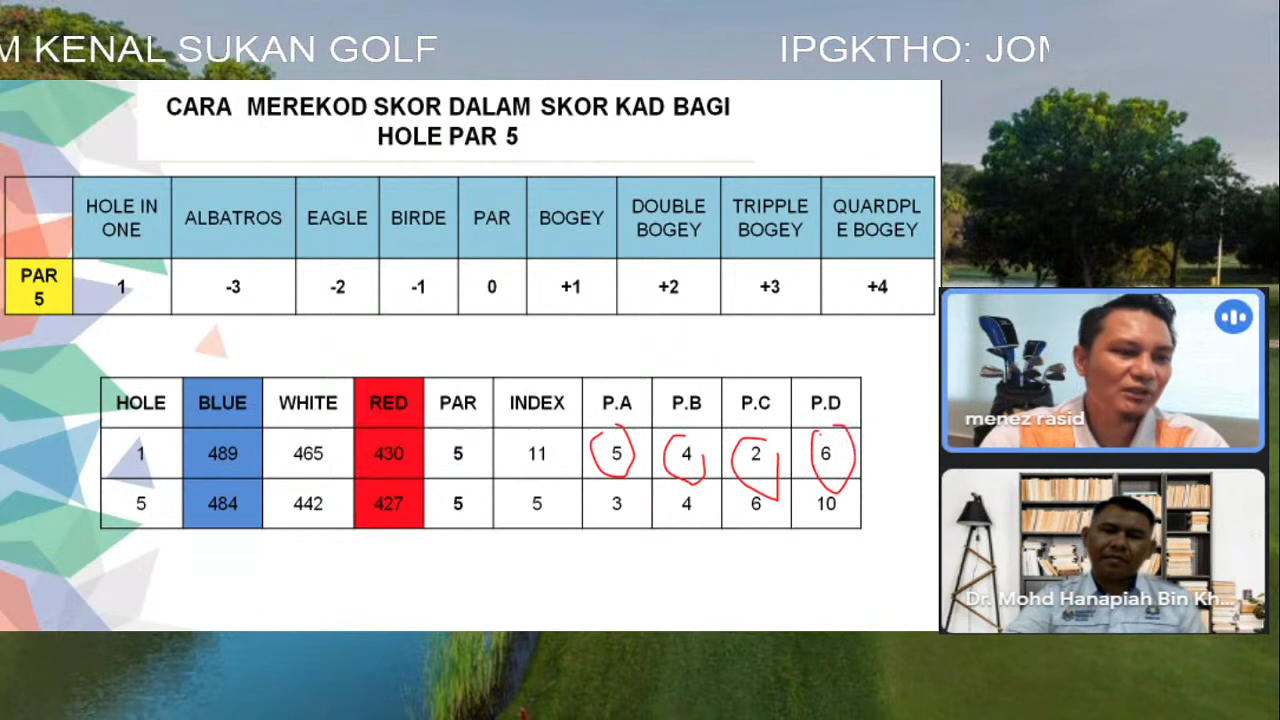 M KENAL SUKAN GOLF IPGKTHO: JOM
CARA MEREKOD SKOR DALAM SKOR KAD BAGI
HOLE PAR 5
HOLE IN ONE ALBATROS EAGLE BIRDE PAR BOGEY DOUBLE BOGEY TRIPPLE BOGEY QUARDPLE BOGEY
PAR 5 1 -3 -2 -1 0 +1 +2 +3 +4
HOLE BLUE WHITE RED PAR INDEX P.A P.B P.C P.D
1 489 465 430 5 11 5 4 2 6
5 484 442 427 5 5 3 4 6 10
menez rasid
Dr. Mohd Hanapiah Bin Kh...